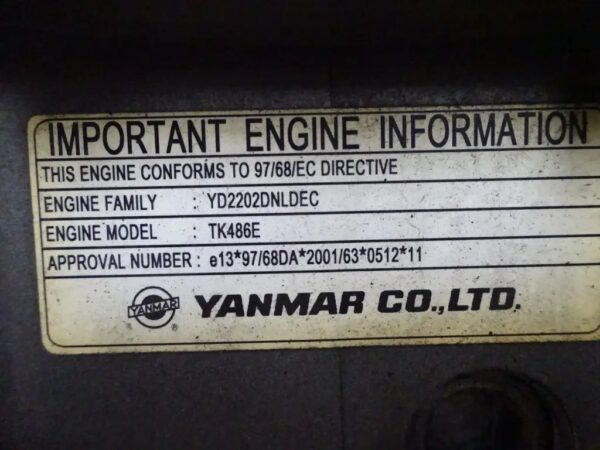 IMPORTANT ENGINE INFORMATION
THIS ENGINE CONFORMS TO 97/68/EC DIRECTIVE
ENGINE FAMILY : YD2202DNLDEC
ENGINE MODEL : TK486E
APPROVAL NUMBER : e13*97/68DA*2001/63*0512*11
YANMAR ® ® YANMAR CO.,LTD.